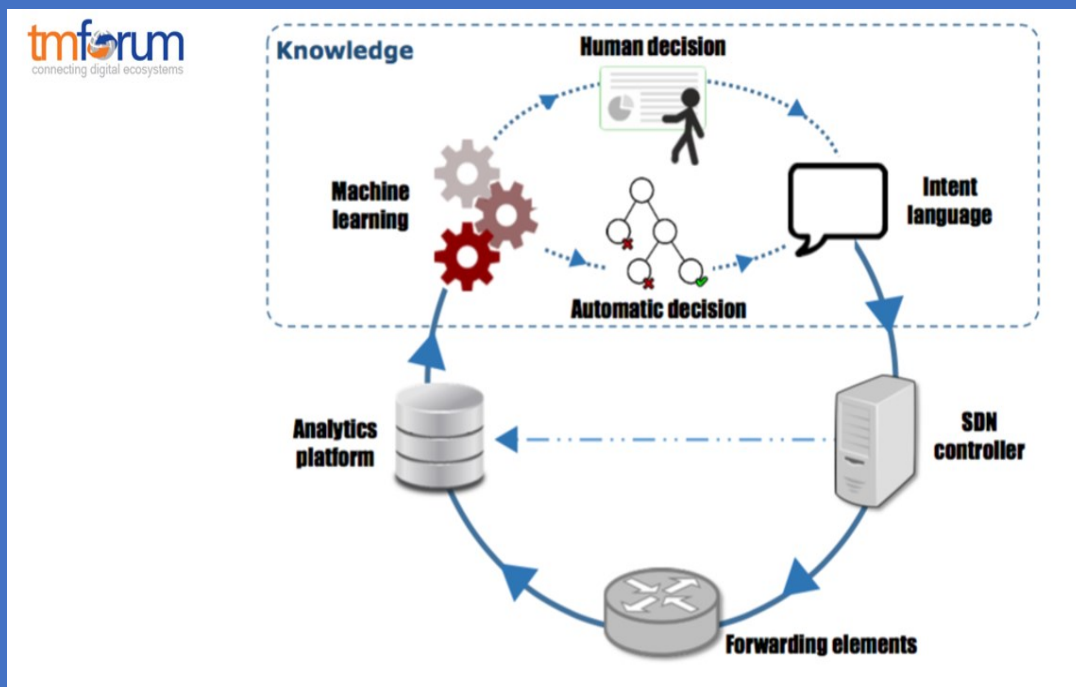 tmforum
connecting digital ecosystems
Knowledge
Human decision
Machine
learning
Intent
language
Automatic decision
Analytics
platform
SDN
controller
Forwarding elements